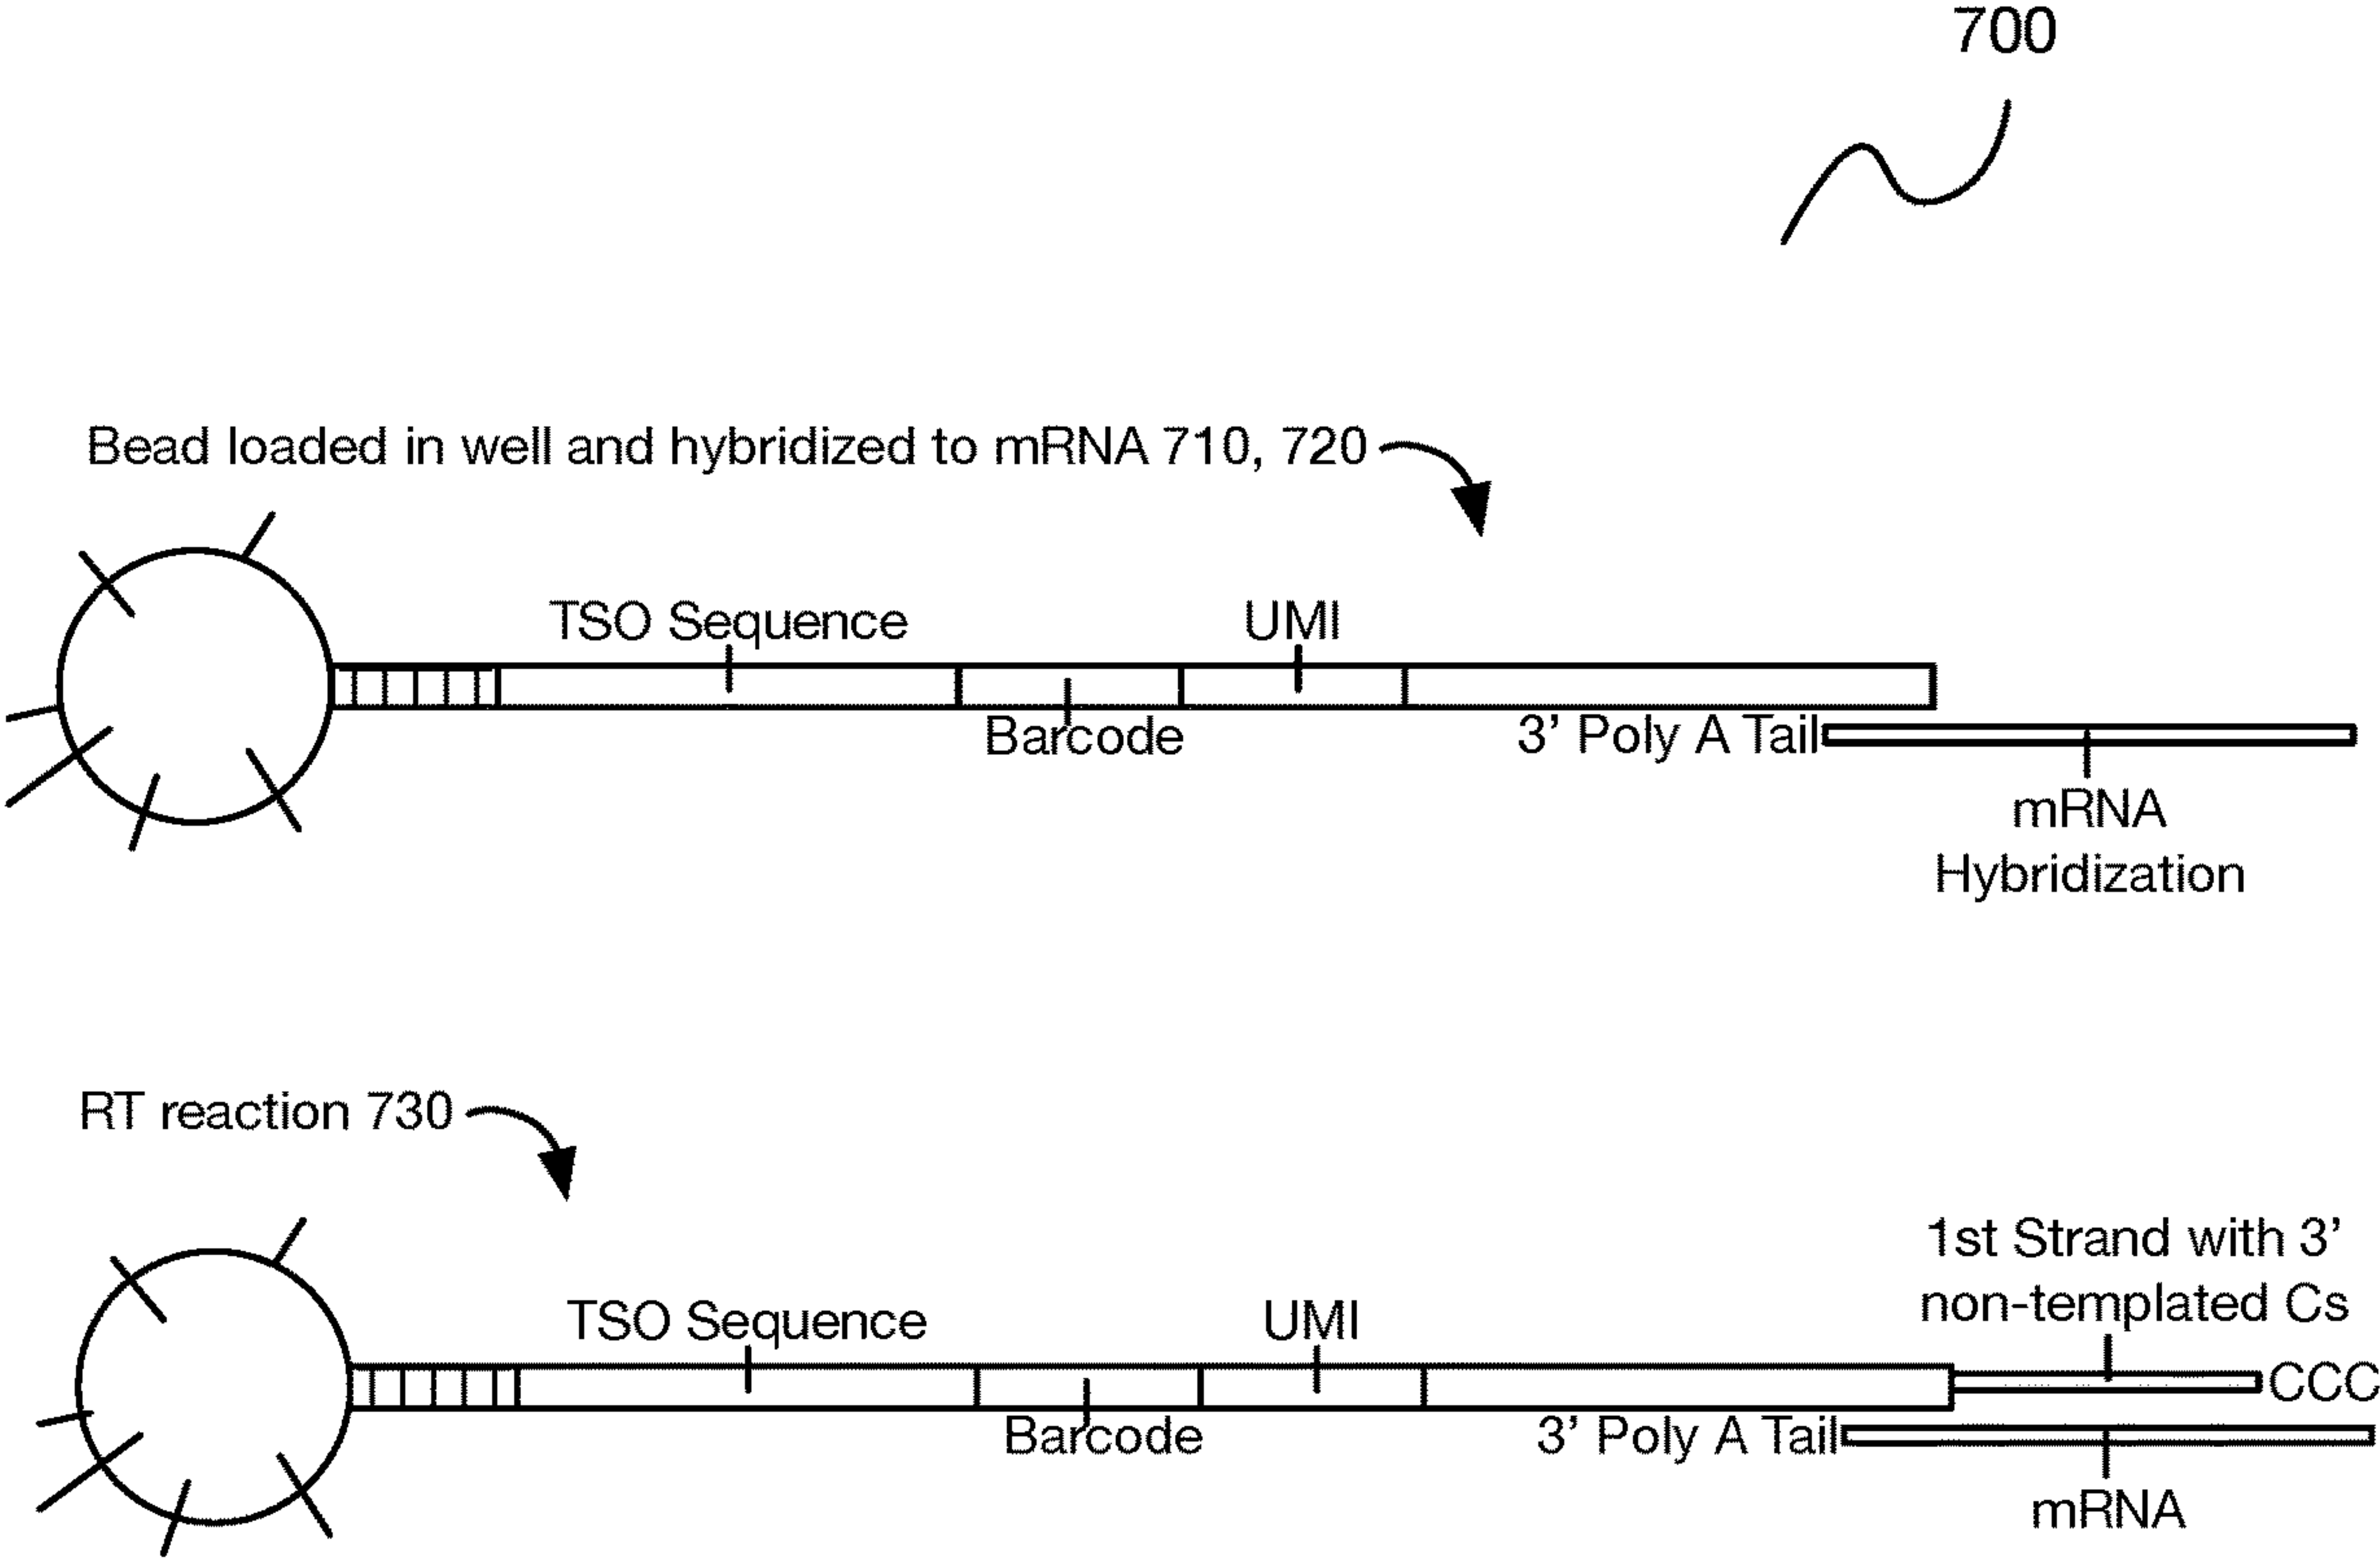 700
Bead loaded in well and hybridized to mRNA 710, 720
TSO Sequence
UMI
Barcode
3’ Poly A Tail
mRNA
Hybridization
RT reaction 730
1st Strand with 3’
non-templated Cs
TSO Sequence
UMI
CCC
Barcode
3’ Poly A Tail
mRNA